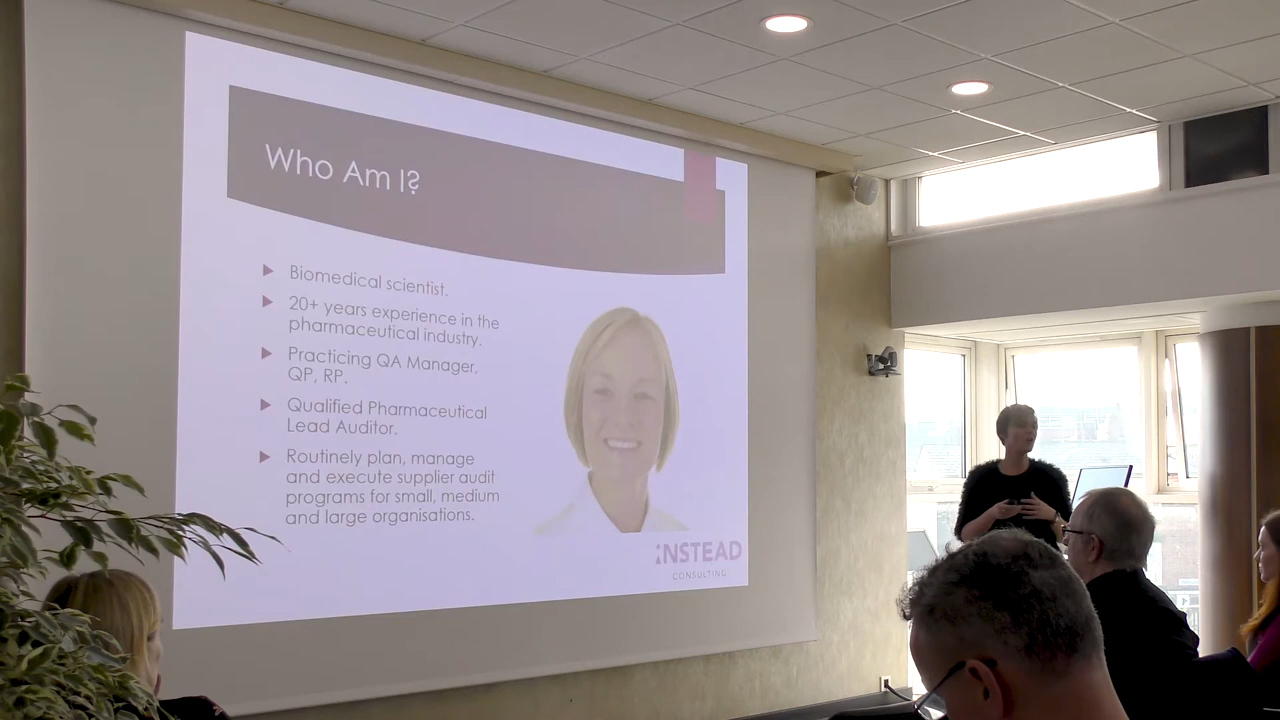 Who Am I?
Biomedical scientist.
20+ years experience in the
pharmaceutical industry.
Practicing QA Manager,
QP, RP.
Qualified Pharmaceutical
Lead Auditor.
Routinely plan, manage
and execute supplier audit
programs for small, medium
and large organisations.
INSTEAD
CONSULTING